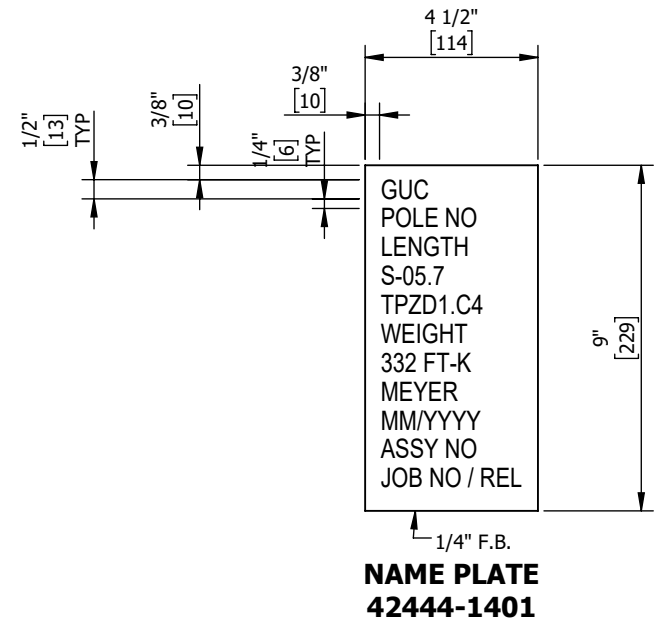 4 1/2"
[114]
3/8"
[10]
1/2"
[13]
TYP
3/8"
[10]
1/4"
[6]
TYP
GUC
POLE NO
LENGTH
S-05.7
TPZD1.C4
WEIGHT
332 FT-K
MEYER
MM/YYYY
ASSY NO
JOB NO / REL
9"
[229]
1/4" F.B.
NAME PLATE
42444-1401